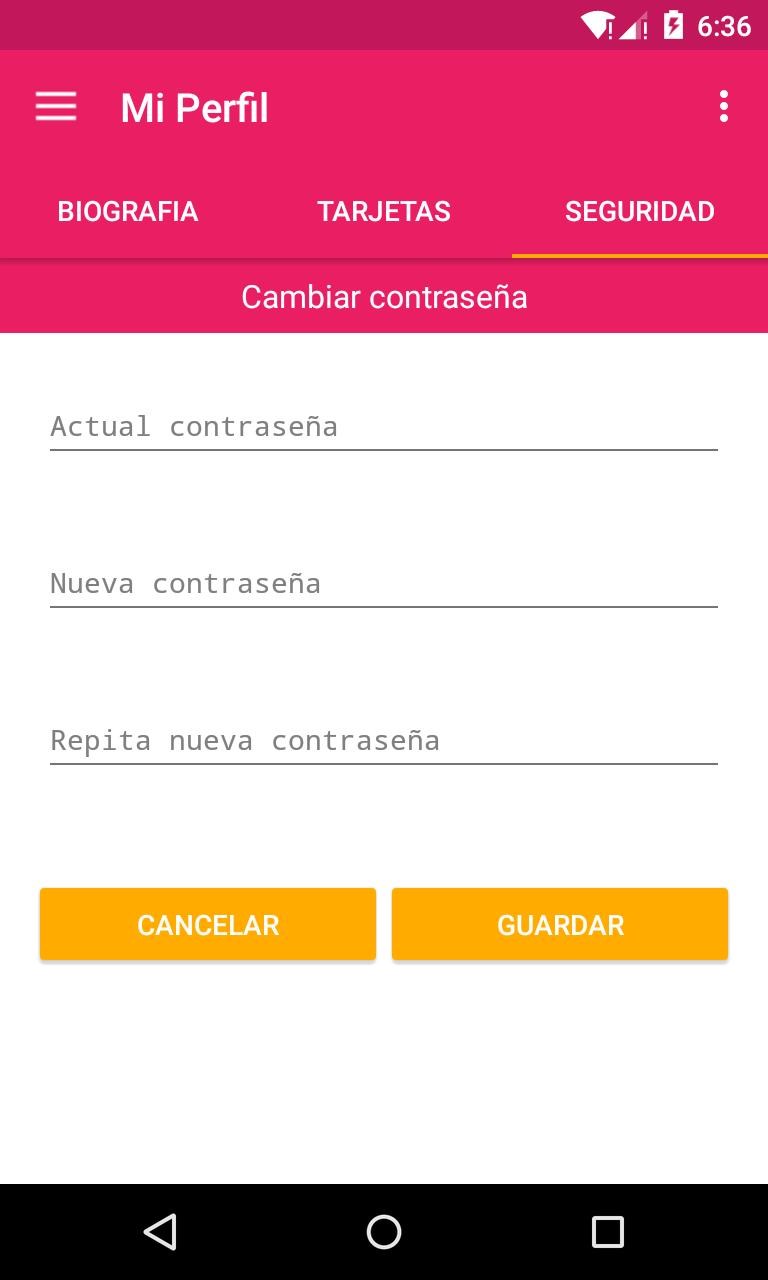 6:36
Mi Perfil
BIOGRAFIA TARJETAS SEGURIDAD
Cambiar contraseña
Actual contraseña
Nueva contraseña
Repita nueva contraseña
CANCELAR GUARDAR